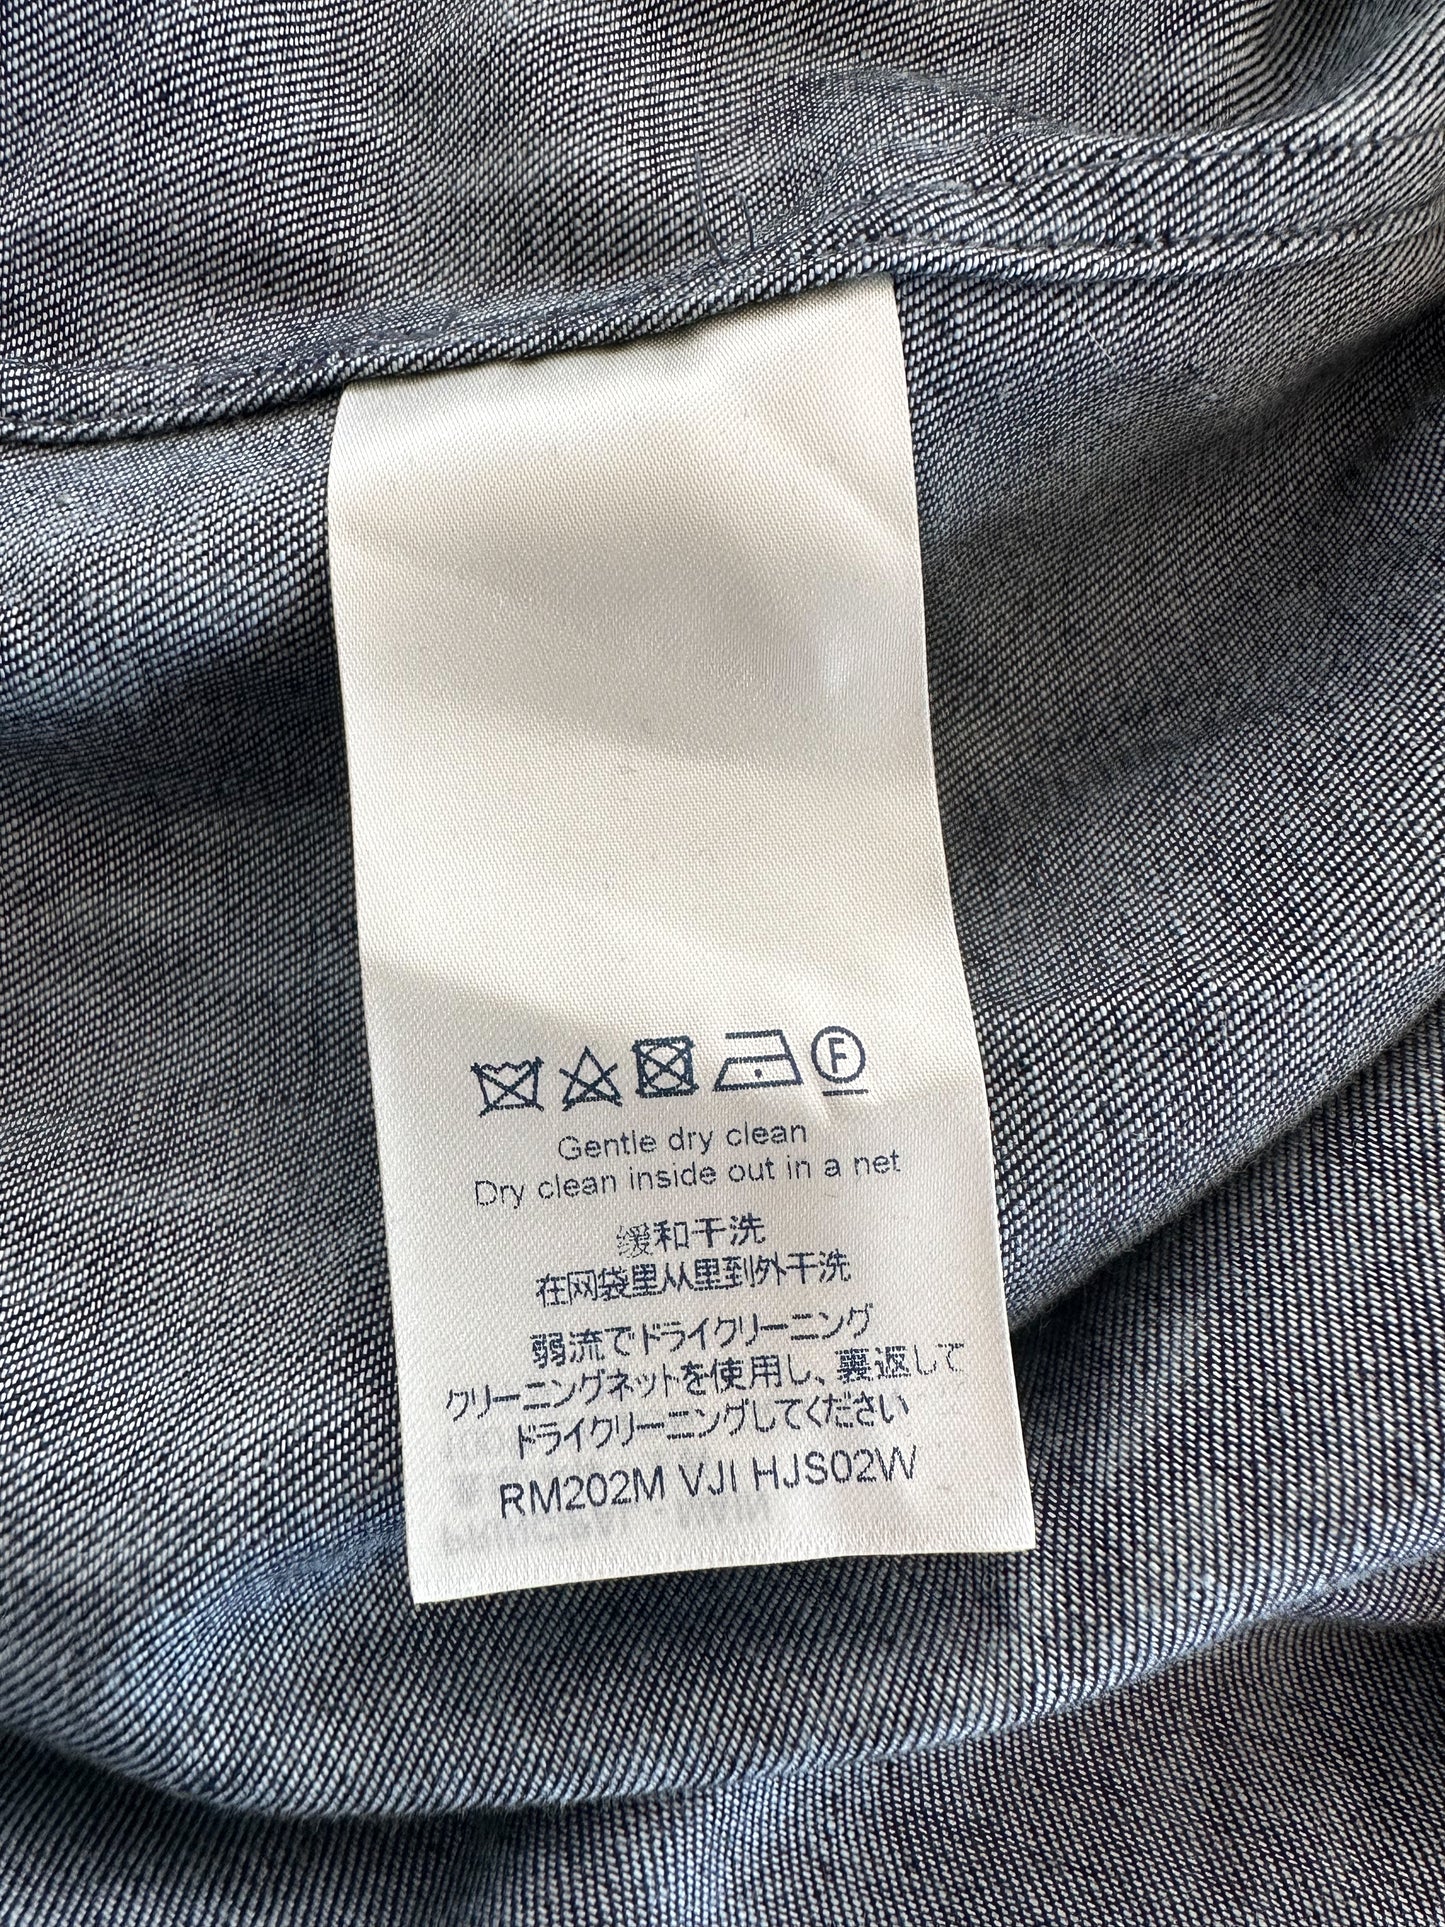 F
Gentle dry clean
Dry clean inside out in a net
缓和干洗
在网袋里从里到外干洗
弱流でドライクリーニング
クリーニングネットを使用し、裏返して
ドライクリーニングしてください
RM202M VJI HJS02W